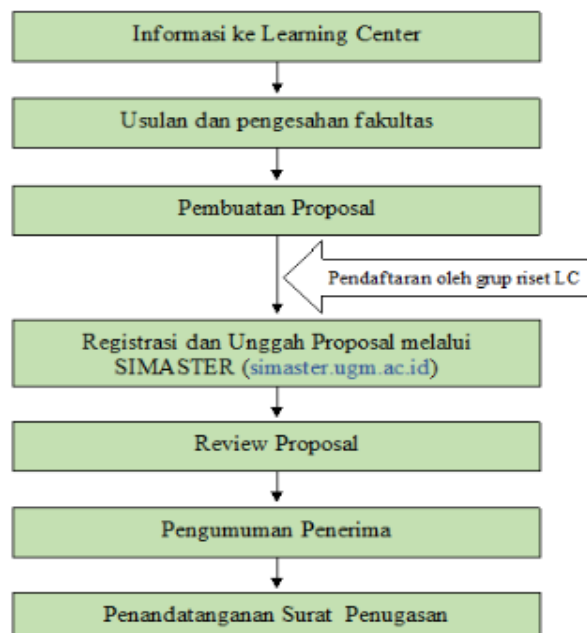 Informasi ke Learning Center
Usulan dan pengesahan fakultas
Pembuatan Proposal
Pendaftaran oleh grup riset LC
Registrasi dan Unggah Proposal melalui
SIMASTER (simaster.ugm.ac.id)
Review Proposal
Pengumuman Penerima
Penandatanganan Surat Penugasan